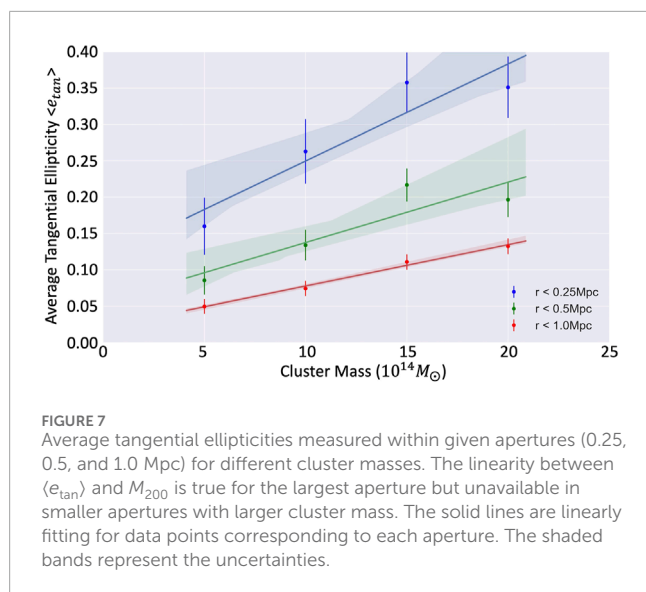 0.40
0.35
0.30
0.25
0.20
0.15
0.10
0.05
0.00
Average Tangential Ellipticity <e_tan>
0 5 10 15 20 25
Cluster Mass (10^14 M_⊙)
r < 0.25Mpc
r < 0.5Mpc
r < 1.0Mpc
FIGURE 7
Average tangential ellipticities measured within given apertures (0.25,
0.5, and 1.0 Mpc) for different cluster masses. The linearity between
⟨e_tan⟩ and M_200 is true for the largest aperture but unavailable in
smaller apertures with larger cluster mass. The solid lines are linearly
fitting for data points corresponding to each aperture. The shaded
bands represent the uncertainties.